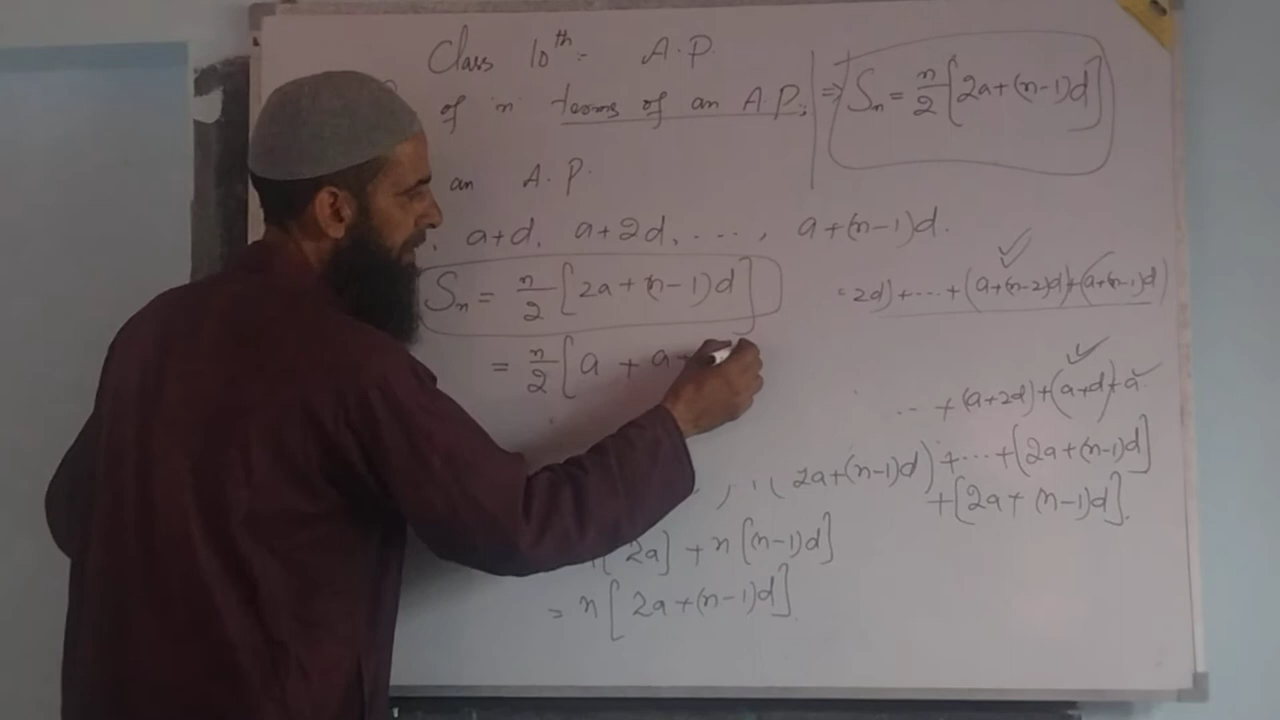 Class 10th:- A.P.
of n terms of an A.P.:
⇒ Sn = n/2 [2a+(n-1)d]
an A.P.
, a+d, a+2d, ...., a+(n-1)d.
Sn = n/2 [2a+(n-1)d]
2d)+...+(a+(n-2)d)+(a+(n-1)d)
= n/2 [a + a+
... +(a+2d)+(a+d)+a
2a+(n-1)d)+...+[2a+(n-1)d]
+[2a+(n-1)d].
[2a]+n[(n-1)d]
= n[2a+(n-1)d]